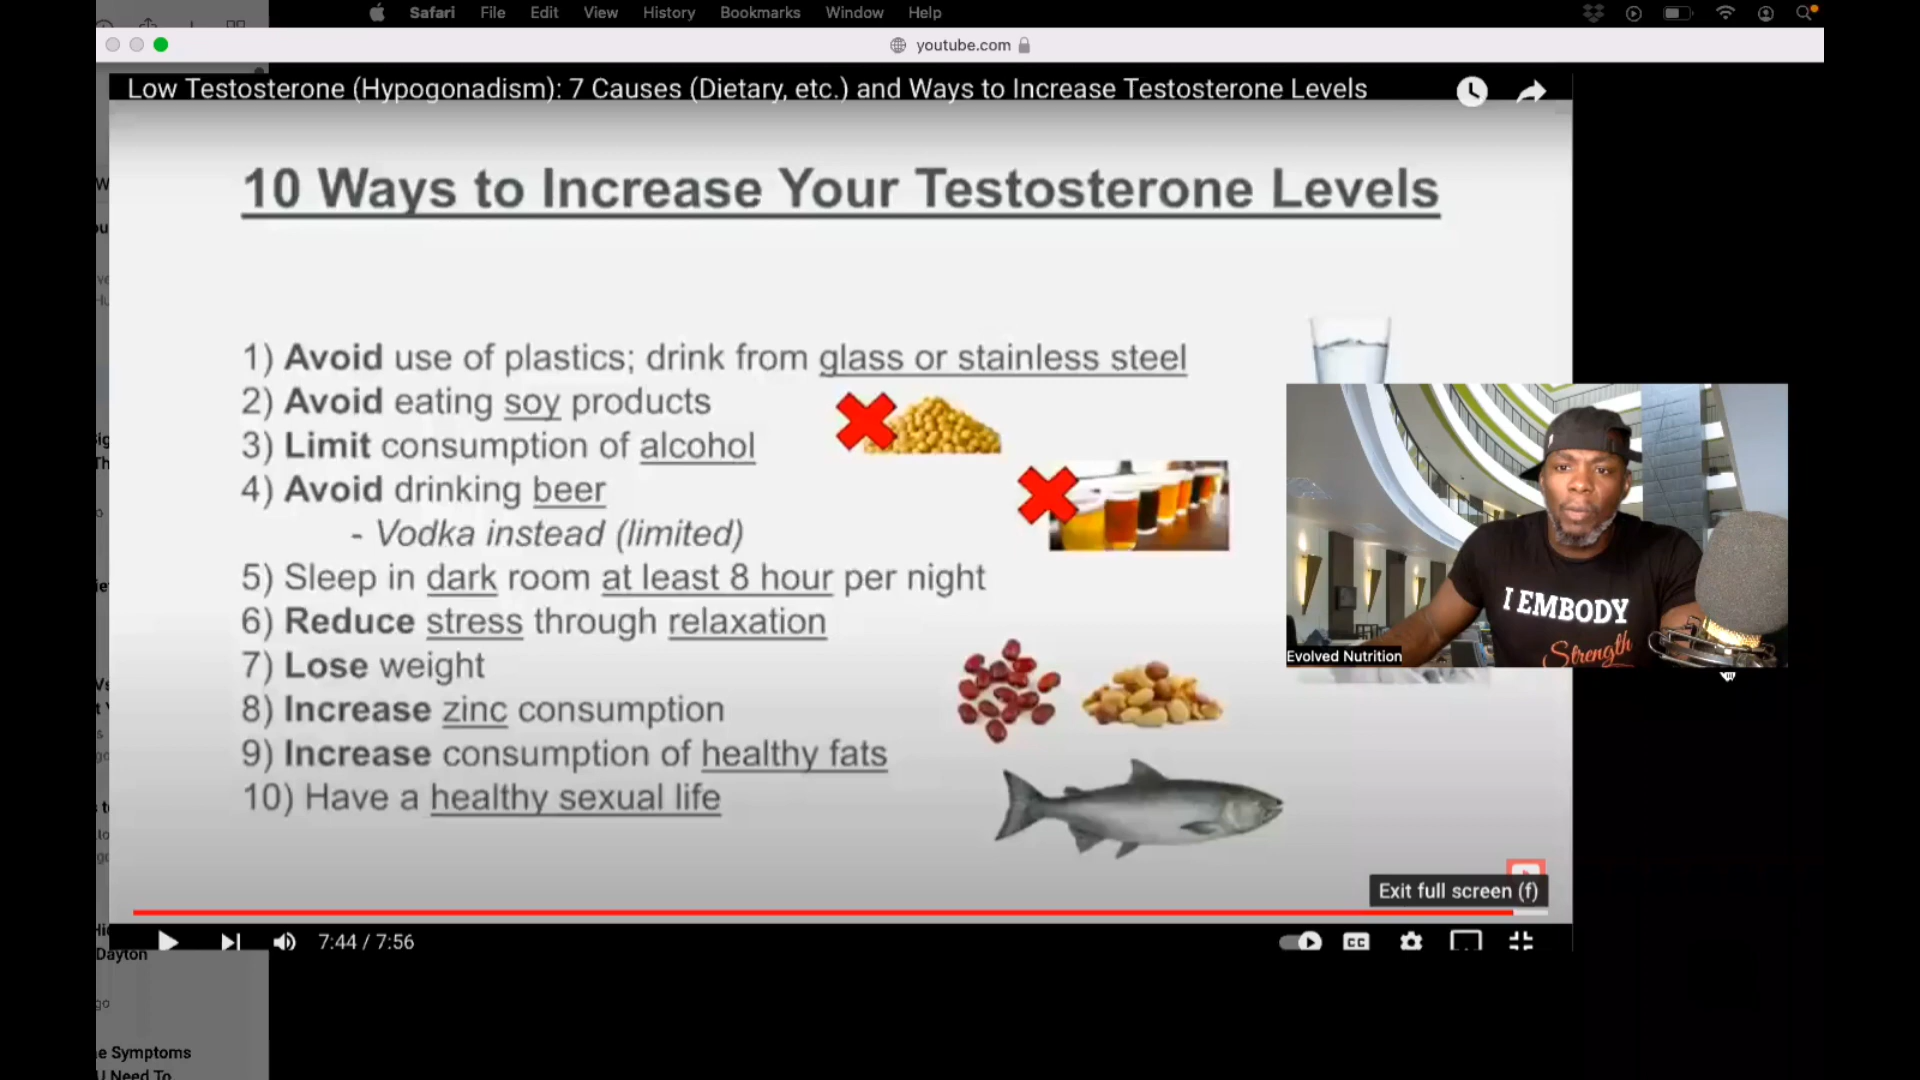 Safari File Edit View History Bookmarks Window Help
youtube.com
Low Testosterone (Hypogonadism): 7 Causes (Dietary, etc.) and Ways to Increase Testosterone Levels
10 Ways to Increase Your Testosterone Levels
1) Avoid use of plastics; drink from glass or stainless steel
2) Avoid eating soy products
3) Limit consumption of alcohol
4) Avoid drinking beer
- Vodka instead (limited)
5) Sleep in dark room at least 8 hour per night
6) Reduce stress through relaxation
7) Lose weight
8) Increase zinc consumption
9) Increase consumption of healthy fats
10) Have a healthy sexual life
I EMBODY
Strength
Evolved Nutrition
Exit full screen (f)
7:44 / 7:56
CC
Dayton
e Symptoms
U Need To